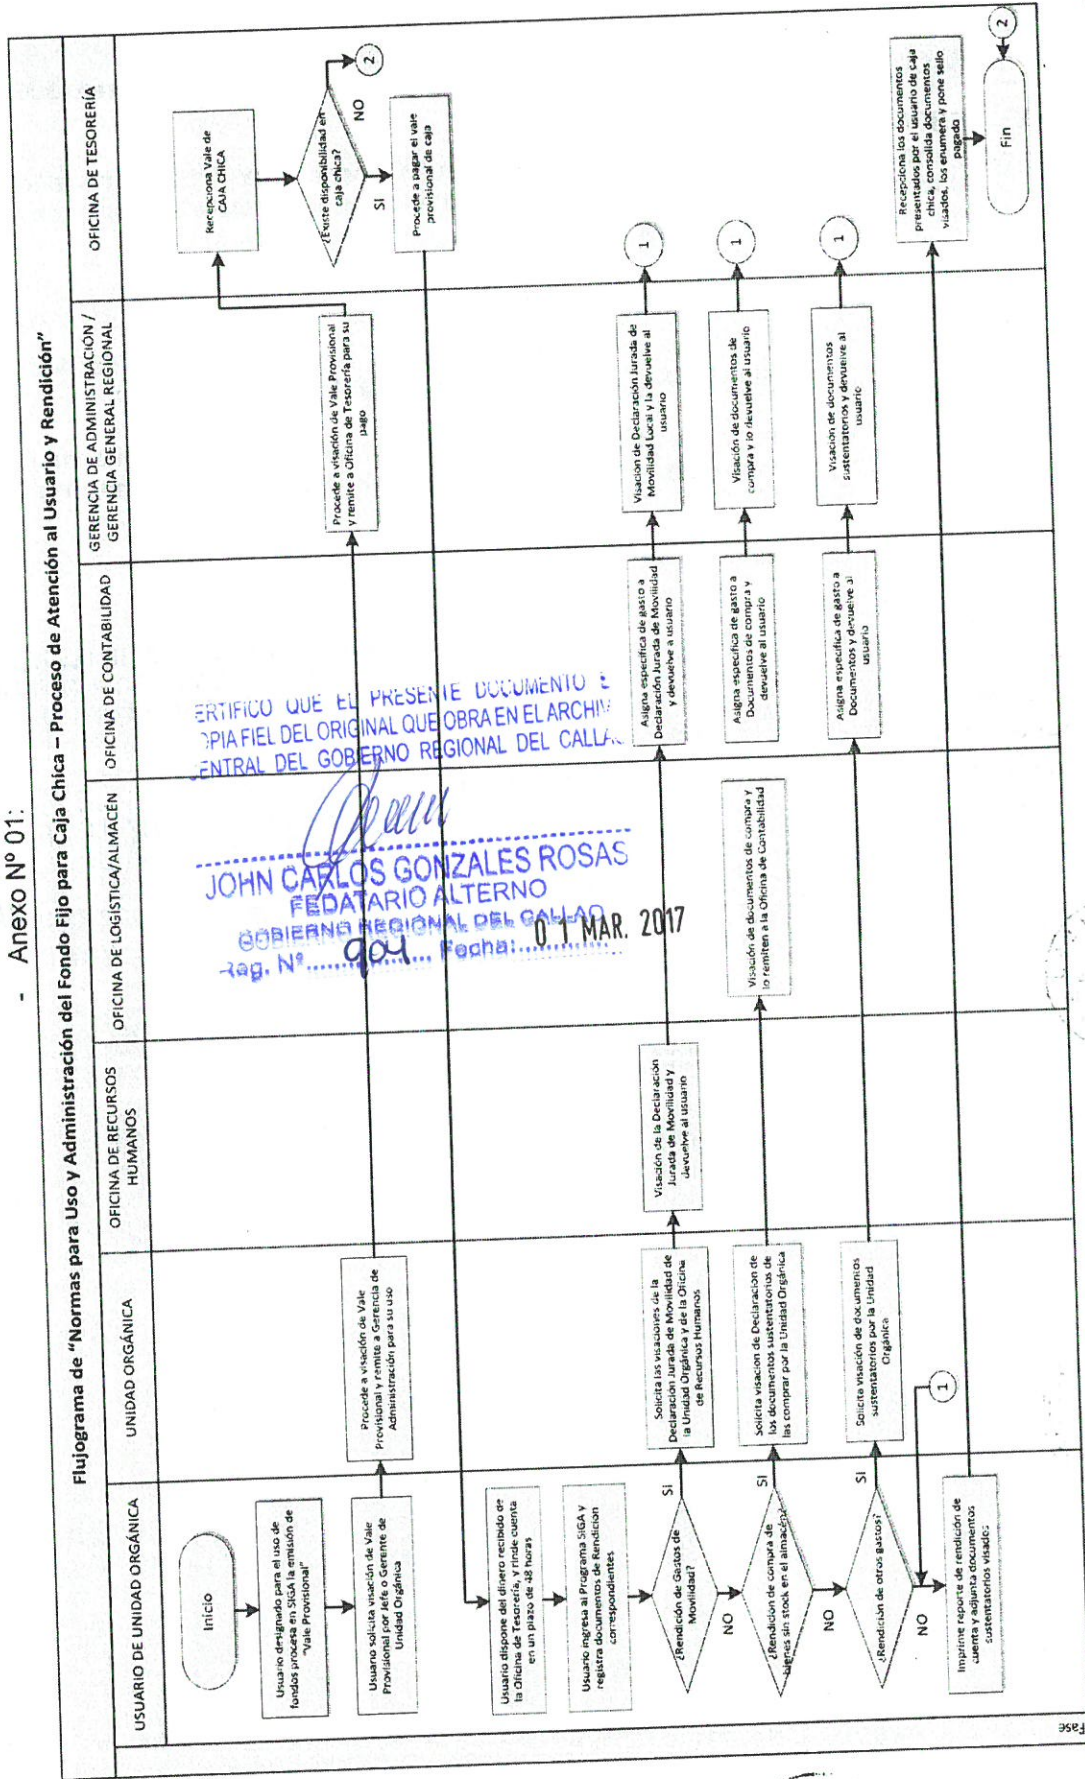 - Anexo Nº 01:
Flujograma de "Normas para Uso y Administración del Fondo Fijo para Caja Chica – Proceso de Atención al Usuario y Rendición"
USUARIO DE UNIDAD ORGÁNICA
UNIDAD ORGÁNICA
OFICINA DE RECURSOS
HUMANOS
OFICINA DE LOGÍSTICA/ALMACÉN
OFICINA DE CONTABILIDAD
GERENCIA DE ADMINISTRACIÓN /
GERENCIA GENERAL REGIONAL
OFICINA DE TESORERÍA
Inicio
Usuario designado para el uso de
fondos procesa en SIGA la emisión de
"Vale Provisional"
Usuario solicita visación de Vale
Provisional por Jefe o Gerente de
Unidad Orgánica
Procede a visación de Vale
Provisional y remite a Gerencia de
Administración para su uso
Procede a visación de Vale Provisional
y remite a Oficina de Tesorería para su
pago
Recepciona Vale de
CAJA CHICA
¿Existe disponibilidad en
caja chica?
NO
2
SI
Procede a pagar el vale
provisional de caja
Usuario dispone del dinero recibido de
la Oficina de Tesorería, y rinde cuenta
en un plazo de 48 horas
Usuario ingresa al Programa SIGA y
registra documentos de Rendición
correspondientes
¿Rendición de Gastos de
Movilidad?
SI
Solicita las visaciones de la
Declaración Jurada de Movilidad de
la Unidad Orgánica y de la Oficina
de Recursos Humanos
Visación de la Declaración
Jurada de Movilidad y
devuelve al usuario
Asigna específica de gasto a
Declaración Jurada de Movilidad
y devuelve a usuario
Visación de Declaración Jurada de
Movilidad Local y la devuelve al
usuario
1
NO
¿Rendición de compra de
bienes sin stock en el almacén?
SI
Solicita visacion de Declaracion de
los documentos sustentatorios de
las comprar por la Unidad Orgánica
Visación de documentos de compra y
lo remiten a la Oficina de Contabilidad
Asigna específica de gasto a
Documentos de compra y
devuelve al usuario
Visación de documentos de
compra y lo devuelve al usuario
1
NO
¿Rendición de otros gastos?
SI
Solicita visación de documentos
sustentatorios por la Unidad
Orgánica
Asigna específica de gasto a
Documentos y devuelve al
usuario
Visacion de documentos
sustentatorios y devuelve al
usuario
1
NO
1
Imprime reporte de rendición de
cuenta y adjunta documentos
sustentatorios visados
Recepciona los documentos
presentados por el usuario de caja
chica, consolida documentos
visados, los enumera y pone sello
pagado
2
Fin
Fase
ERTIFICO QUE EL PRESENTE DOCUMENTO E
OPIA FIEL DEL ORIGINAL QUE OBRA EN EL ARCHIV
CENTRAL DEL GOBIERNO REGIONAL DEL CALLA
JOHN CARLOS GONZALES ROSAS
FEDATARIO ALTERNO
GOBIERNO REGIONAL DEL CALLAO
Reg. Nº 904 Fecha: 01 MAR. 2017